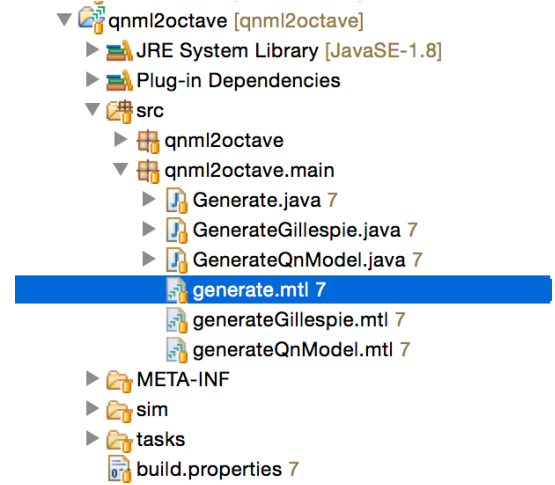 qnml2octave [qnml2octave]
JRE System Library [JavaSE-1.8]
Plug-in Dependencies
src
qnml2octave
qnml2octave.main
Generate.java 7
GenerateGillespie.java 7
GenerateQnModel.java 7
generate.mtl 7
generateGillespie.mtl 7
generateQnModel.mtl 7
META-INF
sim
tasks
build.properties 7